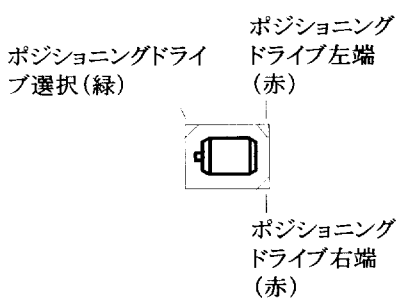 ポジショニングドライ
ブ選択（緑）
ポジショニング
ドライブ左端
（赤）
ポジショニング
ドライブ右端
（赤）